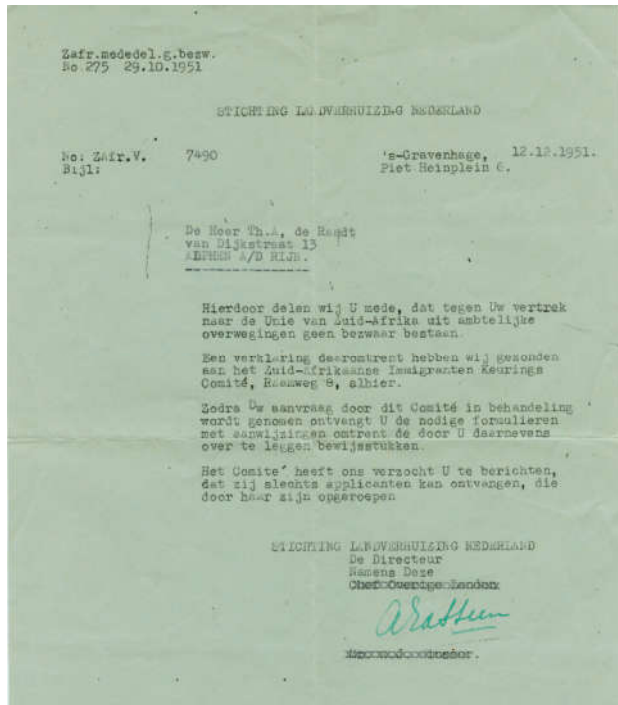 Zafr.mededel.g.bezw.
No 275 29.10.1951
STICHTING LANDVERHUIZING NEDERLAND
No: Zafr.V. 7490 's-Gravenhage, 12.12.1951.
Bijl: Piet Heinplein 6.
De Heer Th.A, de Raadt
van Dijkstraat 13
ALPHEN A/D RIJN.
Hierdoor delen wij U mede, dat tegen Uw vertrek
naar de Unie van Zuid-Afrika uit ambtelijke
overwegingen geen bezwaar bestaan.
Een verklaring daaromtrent hebben wij gezonden
aan het Zuid-Afrikaanse Immigranten Keurings
Comité, Raamweg 8, alhier.
Zodra Uw aanvraag door dit Comité in behandeling
wordt genomen ontvangt U de nodige formulieren
met aanwijzingen omtrent de door U daarnevens
over te leggen bewijsstukken.
Het Comite´ heeft ons verzocht U te berichten,
dat zij slechts applicanten kan ontvangen, die
door haar zijn opgeroepen
STICHTING LANDVERHUIZING NEDERLAND
De Directeur
Namens Deze
Chef Overige Landen